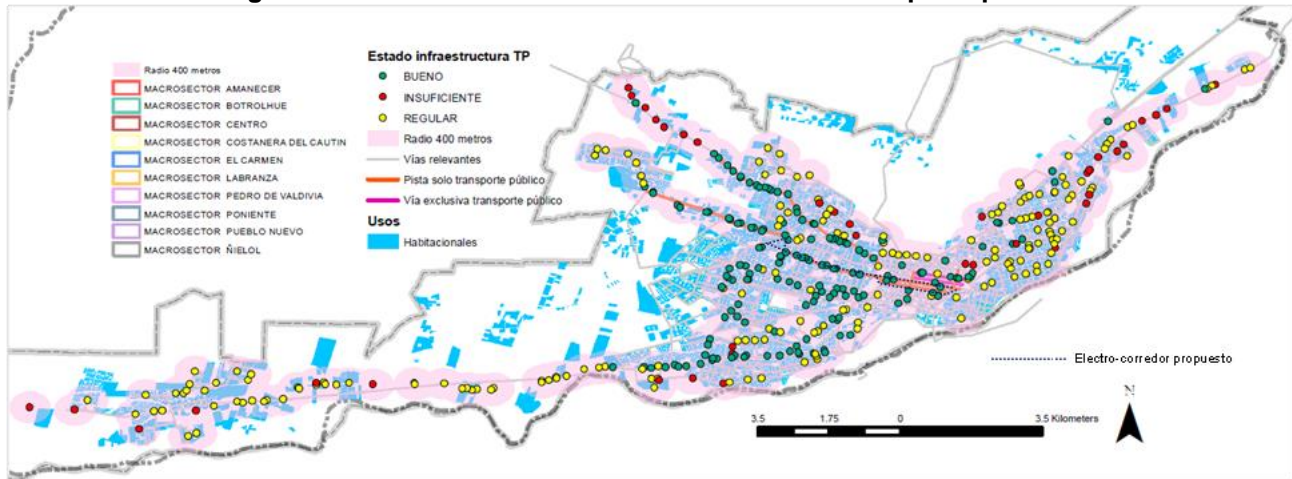 Radio 400 metros
MACROSECTOR AMANECER
MACROSECTOR BOTROLHUE
MACROSECTOR CENTRO
MACROSECTOR COSTANERA DEL CAUTIN
MACROSECTOR EL CARMEN
MACROSECTOR LABRANZA
MACROSECTOR PEDRO DE VALDIVIA
MACROSECTOR PONIENTE
MACROSECTOR PUEBLO NUEVO
MACROSECTOR ÑIELOL
Estado infraestructura TP
BUENO
INSUFICIENTE
REGULAR
Radio 400 metros
Vías relevantes
Pista solo transporte público
Vía exclusiva transporte público
Usos
Habitacionales
Electro-corredor propuesto
N
3.5 1.75 0 3.5 Kilometers